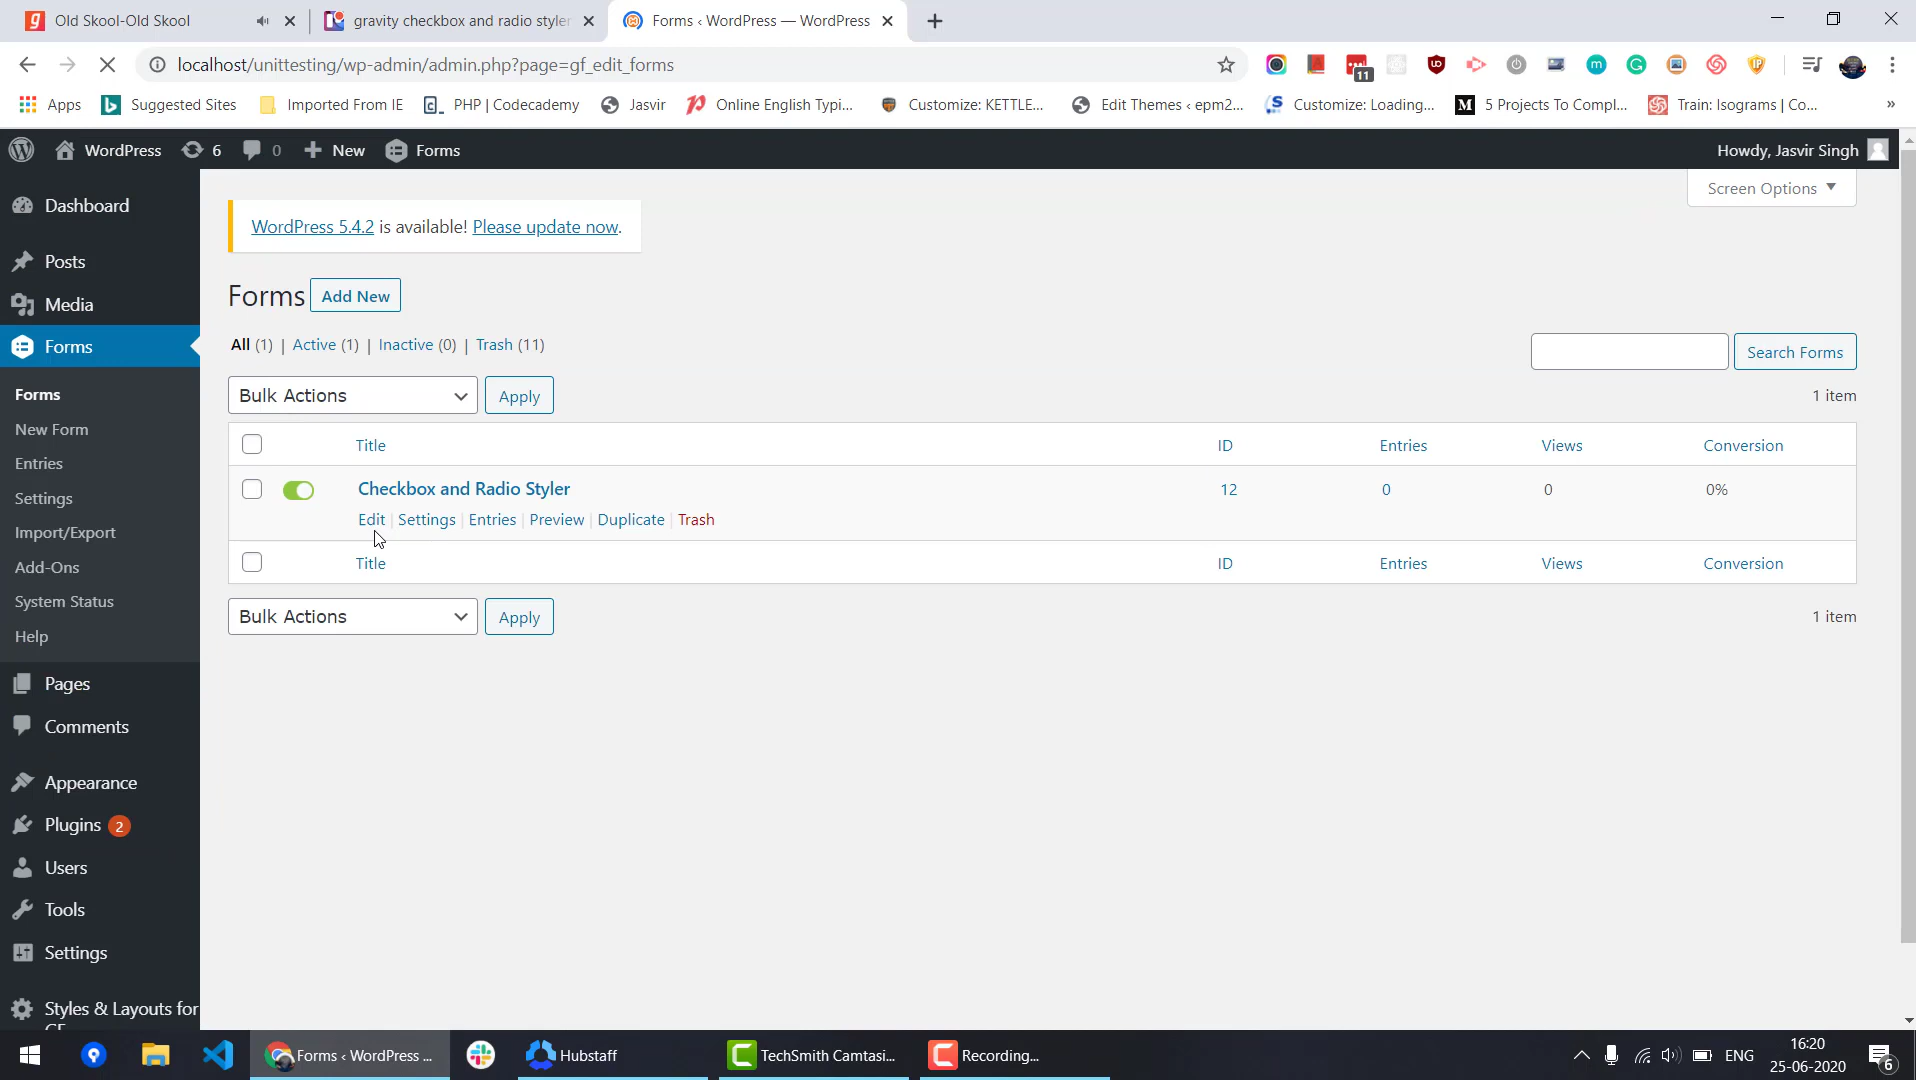 Old Skool-Old Skool
gravity checkbox and radio styler
Forms ‹ WordPress — WordPress
localhost/unittesting/wp-admin/admin.php?page=gf_edit_forms
11
Apps
Suggested Sites
Imported From IE
PHP | Codecademy
Jasvir
Online English Typi...
Customize: KETTLE...
Edit Themes ‹ epm2...
Customize: Loading...
5 Projects To Compl...
Train: Isograms | Co...
»
WordPress
6
0
New
Forms
Howdy, Jasvir Singh
Screen Options
Dashboard
Posts
Media
Forms
Forms
New Form
Entries
Settings
Import/Export
Add-Ons
System Status
Help
Pages
Comments
Appearance
Plugins 2
Users
Tools
Settings
Styles & Layouts for
WordPress 5.4.2 is available! Please update now.
Forms Add New
All (1) | Active (1) | Inactive (0) | Trash (11)
Search Forms
Bulk Actions Apply 1 item
Title ID Entries Views Conversion
Checkbox and Radio Styler 12 0 0 0%
Edit | Settings | Entries | Preview | Duplicate | Trash
Title ID Entries Views Conversion
Bulk Actions Apply 1 item
Forms ‹ WordPress ...
Hubstaff
TechSmith Camtasi...
Recording...
ENG
16:20
25-06-2020
6